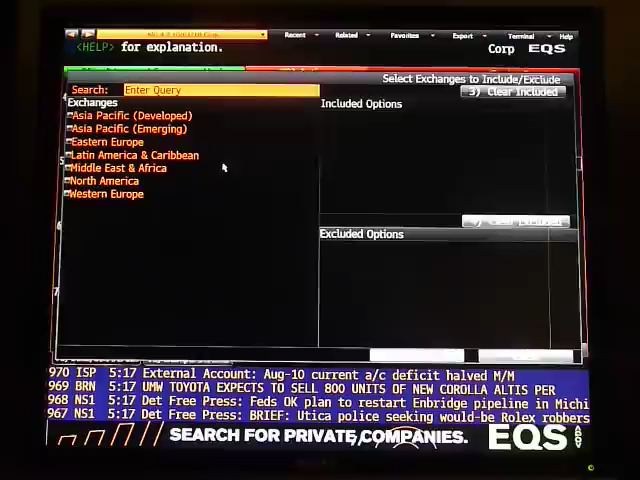 Recent Related Favorites Export Terminal Help
<HELP> for explanation. Corp EQS
Select Exchanges to Include/Exclude
Search: Enter Query 3) Clear Included
Exchanges Included Options
Asia Pacific (Developed)
Asia Pacific (Emerging)
Eastern Europe
Latin America & Caribbean
Middle East & Africa
North America
Western Europe
Clear Excluded
Excluded Options
970 ISP 5:17 External Account: Aug-10 current a/c deficit halved M/M
969 BRN 5:17 UMW TOYOTA EXPECTS TO SELL 800 UNITS OF NEW COROLLA ALTIS PER
968 NS1 5:17 Det Free Press: Feds OK plan to restart Enbridge pipeline in Michi
967 NS1 5:17 Det Free Press: BRIEF: Utica police seeking would-be Rolex robbers
SEARCH FOR PRIVATE COMPANIES. EQS ADV